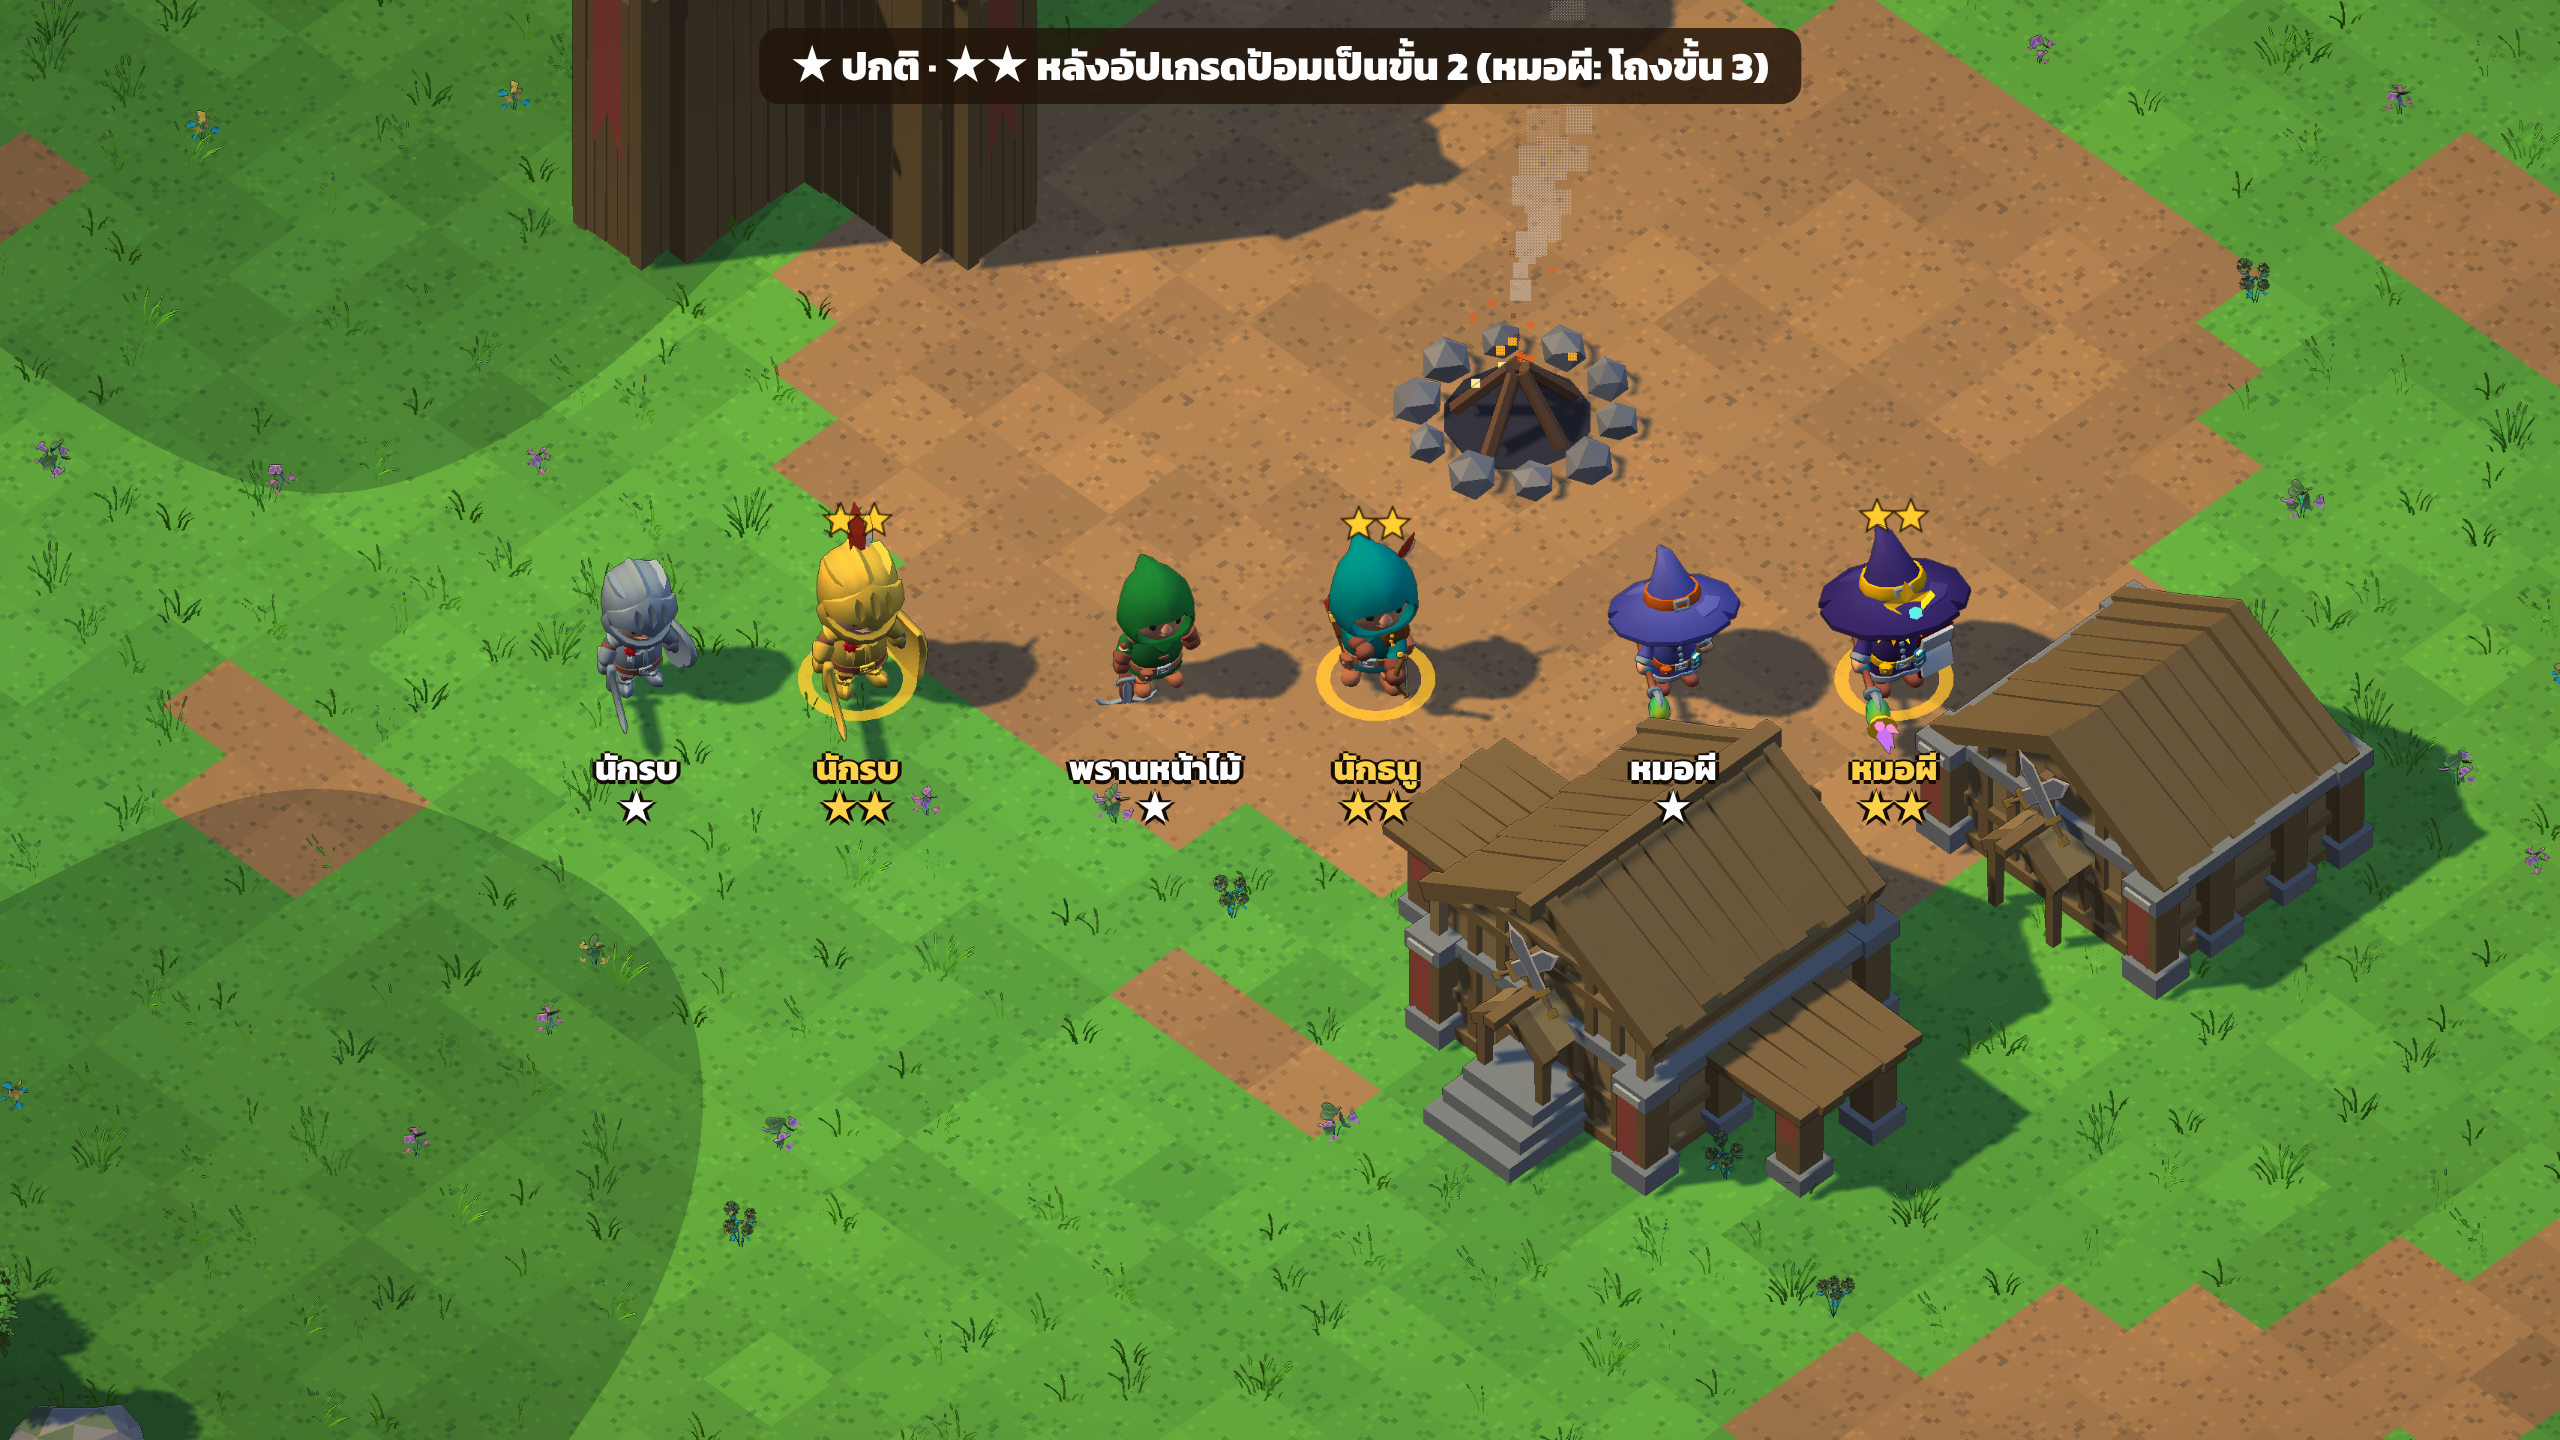 ★ ปกติ · ★★ หลังอัปเกรดป้อมเป็นขั้น 2 (หมอผี: โถงขั้น 3)
นักรบ
★
นักรบ
★★
พรานหน้าไม้
★
นักธนู
★★
หมอผี
★
หมอผี
★★